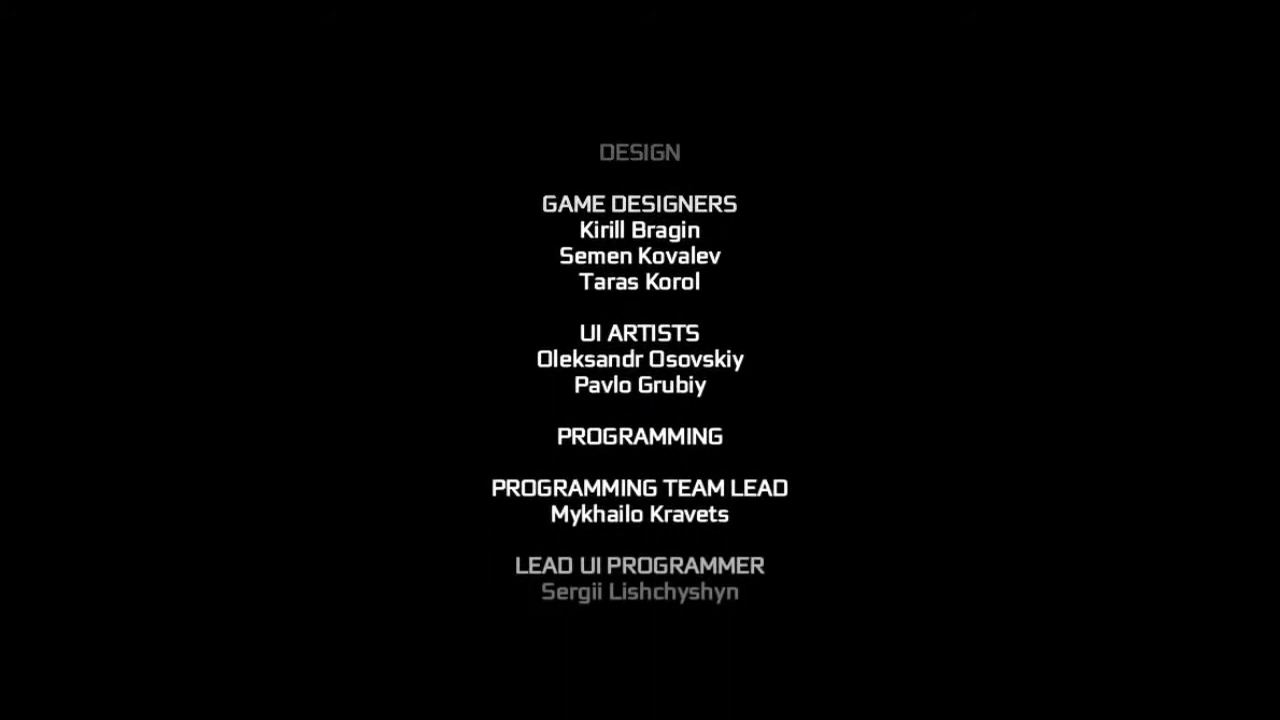 DESIGN
GAME DESIGNERS
Kirill Bragin
Semen Kovalev
Taras Korol
UI ARTISTS
Oleksandr Osovskiy
Pavlo Grubiy
PROGRAMMING
PROGRAMMING TEAM LEAD
Mykhailo Kravets
LEAD UI PROGRAMMER
Sergii Lishchyshyn